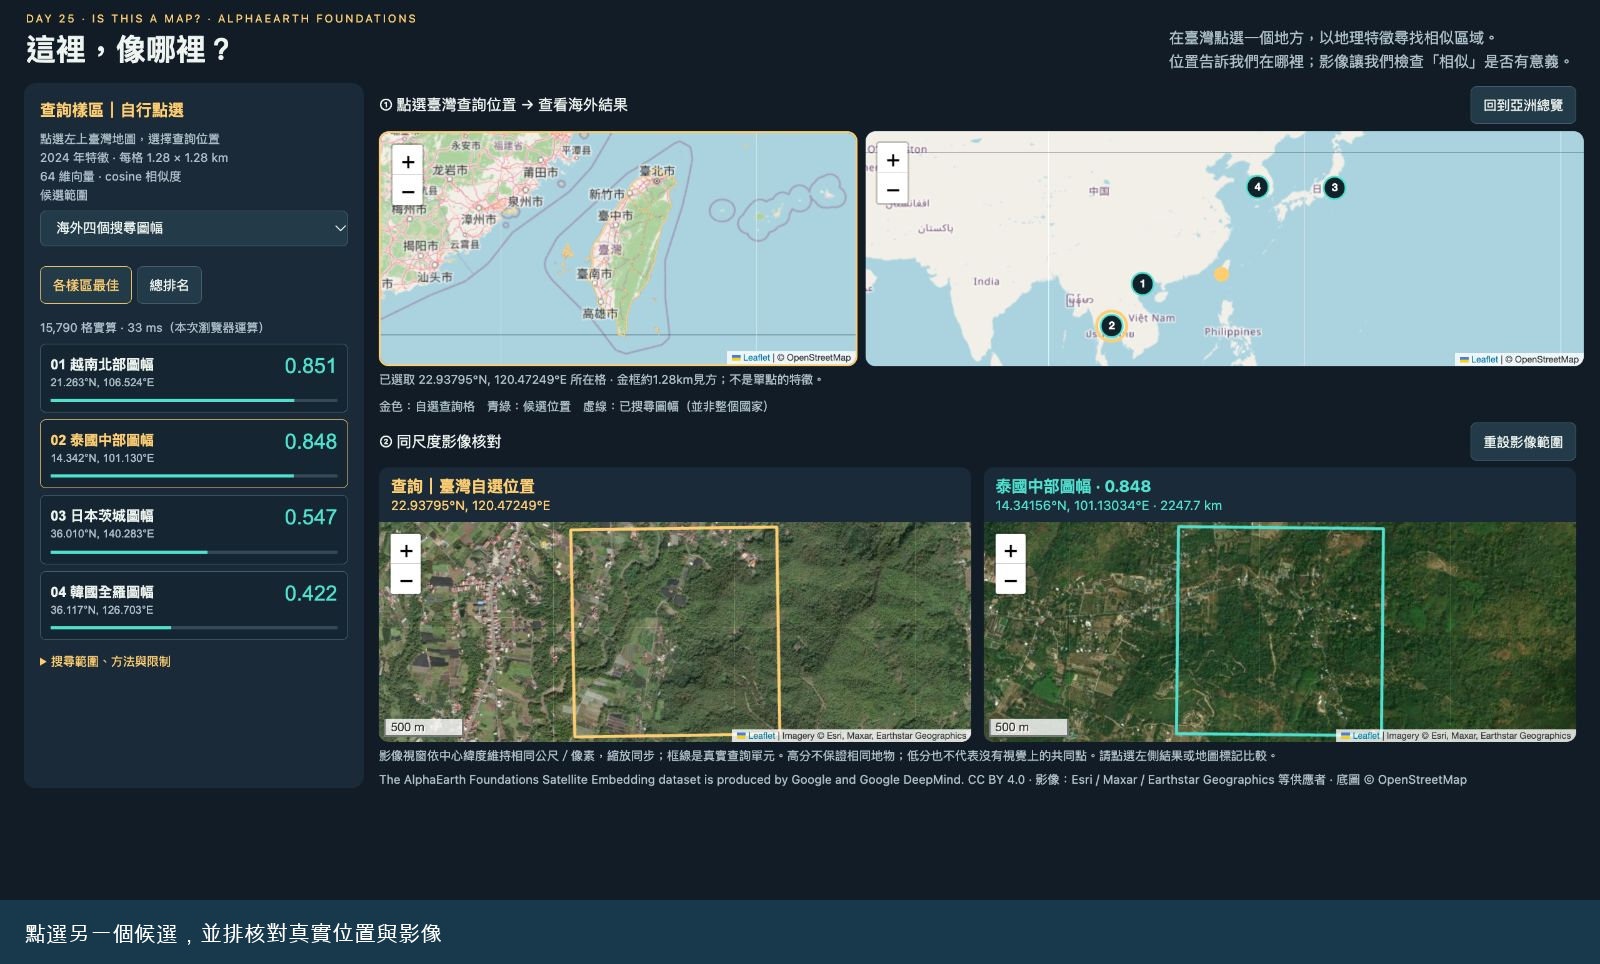 DAY 25 · IS THIS A MAP? · ALPHAEARTH FOUNDATIONS
這裡，像哪裡？
在臺灣點選一個地方，以地理特徵尋找相似區域。
位置告訴我們在哪裡；影像讓我們檢查「相似」是否有意義。
查詢樣區｜自行點選
點選左上臺灣地圖，選擇查詢位置
2024 年特徵 · 每格 1.28 × 1.28 km
64 維向量 · cosine 相似度
候選範圍
海外四個搜尋圖幅
各樣區最佳
總排名
15,790 格實算 · 33 ms（本次瀏覽器運算）
01 越南北部圖幅
0.851
21.263°N, 106.524°E
02 泰國中部圖幅
0.848
14.342°N, 101.130°E
03 日本茨城圖幅
0.547
36.010°N, 140.283°E
04 韓國全羅圖幅
0.422
36.117°N, 126.703°E
▶ 搜尋範圍、方法與限制
① 點選臺灣查詢位置 → 查看海外結果
回到亞洲總覽
+
−
永安市
福建省
平潭县
龙岩市
莆田市
臺北市
泉州市
新竹市
梅州市
漳州市
臺中市
揭阳市
云霄县
臺灣
汕头市
臺南市
高雄市
Leaflet | © OpenStreetMap
+
−
中国
افغانستان
پاکستان
India
မြန်မာ
Việt Nam
Philippines
日
1
2
3
4
Leaflet | © OpenStreetMap
已選取 22.93795°N, 120.47249°E 所在格 · 金框約1.28km見方；不是單點的特徵。
金色：自選查詢格　青綠：候選位置　虛線：已搜尋圖幅（並非整個國家）
② 同尺度影像核對
重設影像範圍
查詢｜臺灣自選位置
22.93795°N, 120.47249°E
+
−
500 m
Leaflet | Imagery © Esri, Maxar, Earthstar Geographics
泰國中部圖幅 · 0.848
14.34156°N, 101.13034°E · 2247.7 km
+
−
500 m
Leaflet | Imagery © Esri, Maxar, Earthstar Geographics
影像視窗依中心緯度維持相同公尺 / 像素，縮放同步；框線是真實查詢單元。高分不保證相同地物；低分也不代表沒有視覺上的共同點。請點選左側結果或地圖標記比較。
The AlphaEarth Foundations Satellite Embedding dataset is produced by Google and Google DeepMind. CC BY 4.0 · 影像：Esri / Maxar / Earthstar Geographics 等供應者 · 底圖 © OpenStreetMap
點選另一個候選，並排核對真實位置與影像